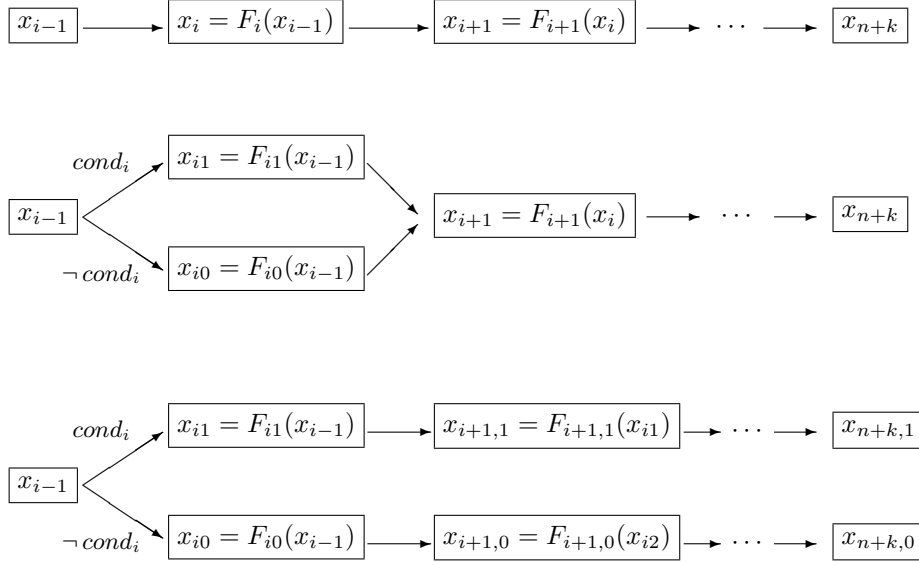 x_{i−1} x_i = F_i(x_{i−1}) x_{i+1} = F_{i+1}(x_i) ··· x_{n+k}
cond_i x_{i1} = F_{i1}(x_{i−1})
x_{i−1} x_{i+1} = F_{i+1}(x_i) ··· x_{n+k}
¬ cond_i x_{i0} = F_{i0}(x_{i−1})
cond_i x_{i1} = F_{i1}(x_{i−1}) x_{i+1,1} = F_{i+1,1}(x_{i1}) ··· x_{n+k,1}
x_{i−1}
¬ cond_i x_{i0} = F_{i0}(x_{i−1}) x_{i+1,0} = F_{i+1,0}(x_{i2}) ··· x_{n+k,0}